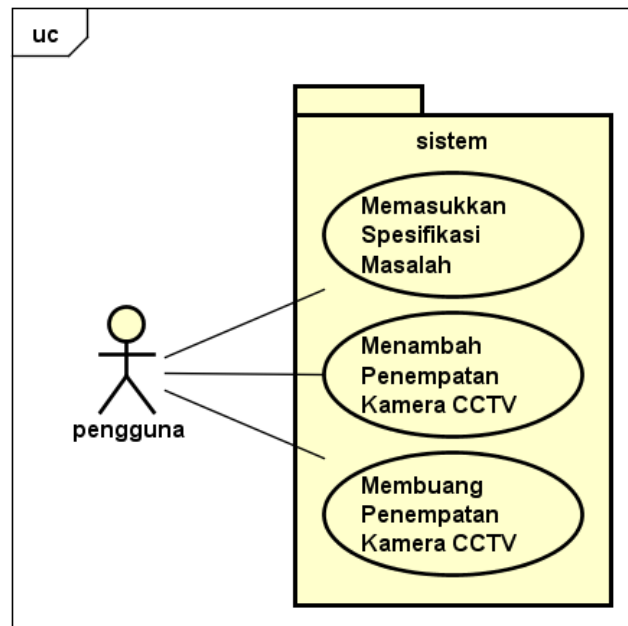 uc
sistem
Memasukkan
Spesifikasi
Masalah
Menambah
Penempatan
Kamera CCTV
pengguna
Membuang
Penempatan
Kamera CCTV